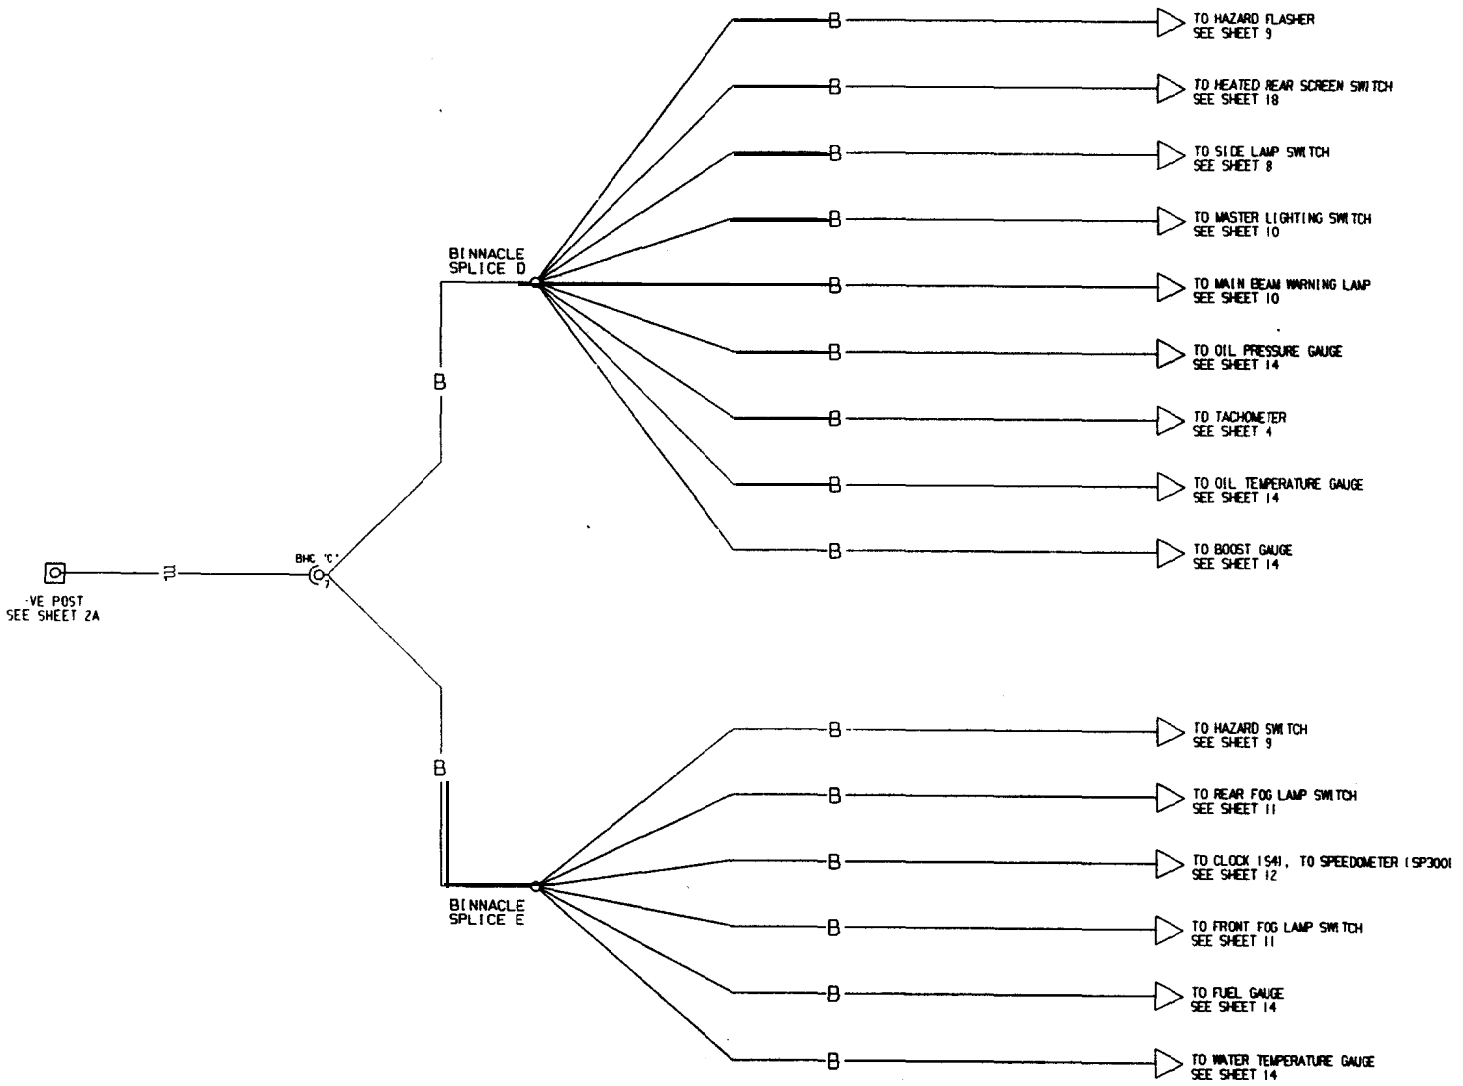 B
TO HAZARD FLASHER
SEE SHEET 9
B
TO HEATED REAR SCREEN SWITCH
SEE SHEET 18
B
TO SIDE LAMP SWITCH
SEE SHEET 8
B
TO MASTER LIGHTING SWITCH
SEE SHEET 10
BINNACLE
SPLICE D
B
TO MAIN BEAM WARNING LAMP
SEE SHEET 10
B
TO OIL PRESSURE GAUGE
SEE SHEET 14
B
B
TO TACHOMETER
SEE SHEET 4
B
TO OIL TEMPERATURE GAUGE
SEE SHEET 14
B
TO BOOST GAUGE
SEE SHEET 14
BHC 'C'
7
-VE POST
SEE SHEET 2A
B
TO HAZARD SWITCH
SEE SHEET 9
B
B
TO REAR FOG LAMP SWITCH
SEE SHEET 11
B
TO CLOCK (S4), TO SPEEDOMETER (SP300)
SEE SHEET 12
BINNACLE
SPLICE E
B
TO FRONT FOG LAMP SWITCH
SEE SHEET 11
B
TO FUEL GAUGE
SEE SHEET 14
B
TO WATER TEMPERATURE GAUGE
SEE SHEET 14